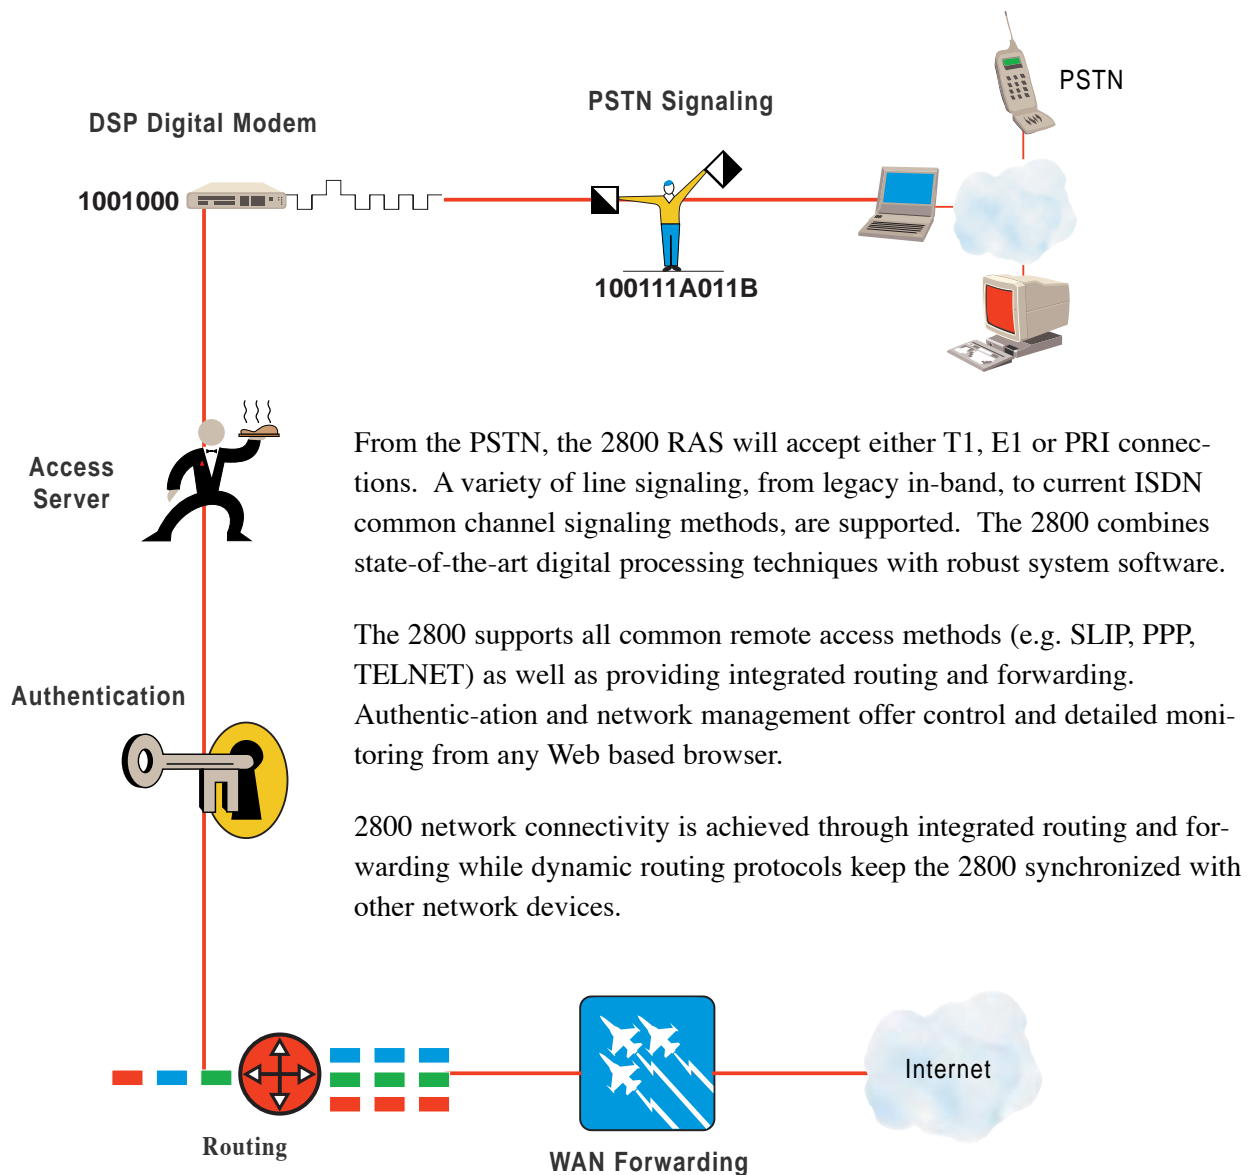 PSTN
PSTN Signaling
DSP Digital Modem
1001000
100111A011B
Access
Server
From the PSTN, the 2800 RAS will accept either T1, E1 or PRI connec-
tions.  A variety of line signaling, from legacy in-band, to current ISDN
common channel signaling methods, are supported.  The 2800 combines
state-of-the-art digital processing techniques with robust system software.
The 2800 supports all common remote access methods (e.g. SLIP, PPP,
TELNET) as well as providing integrated routing and forwarding.
Authentic-ation and network management offer control and detailed moni-
toring from any Web based browser.
Authentication
2800 network connectivity is achieved through integrated routing and for-
warding while dynamic routing protocols keep the 2800 synchronized with
other network devices.
Internet
Routing
WAN Forwarding